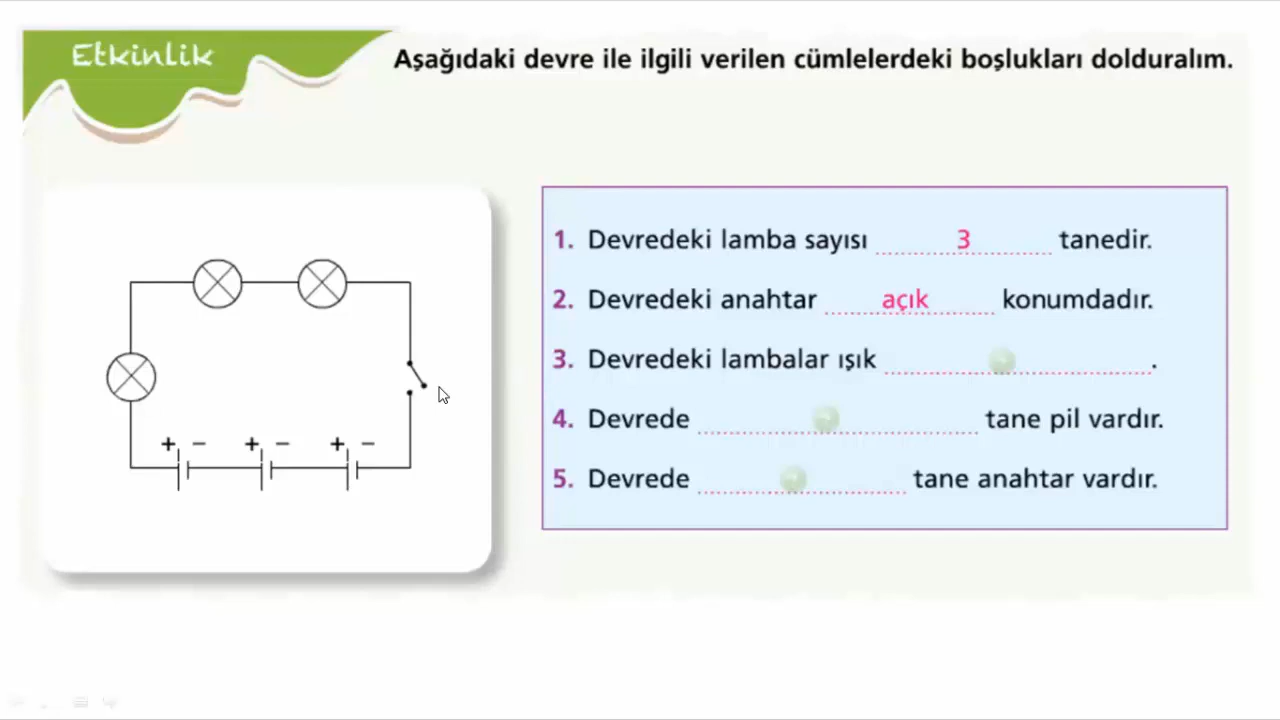 Etkinlik
Aşağıdaki devre ile ilgili verilen cümlelerdeki boşlukları dolduralım.
1. Devredeki lamba sayısı 3 tanedir.
2. Devredeki anahtar açık konumdadır.
3. Devredeki lambalar ışık .
4. Devrede tane pil vardır.
5. Devrede tane anahtar vardır.
+ − + − + −